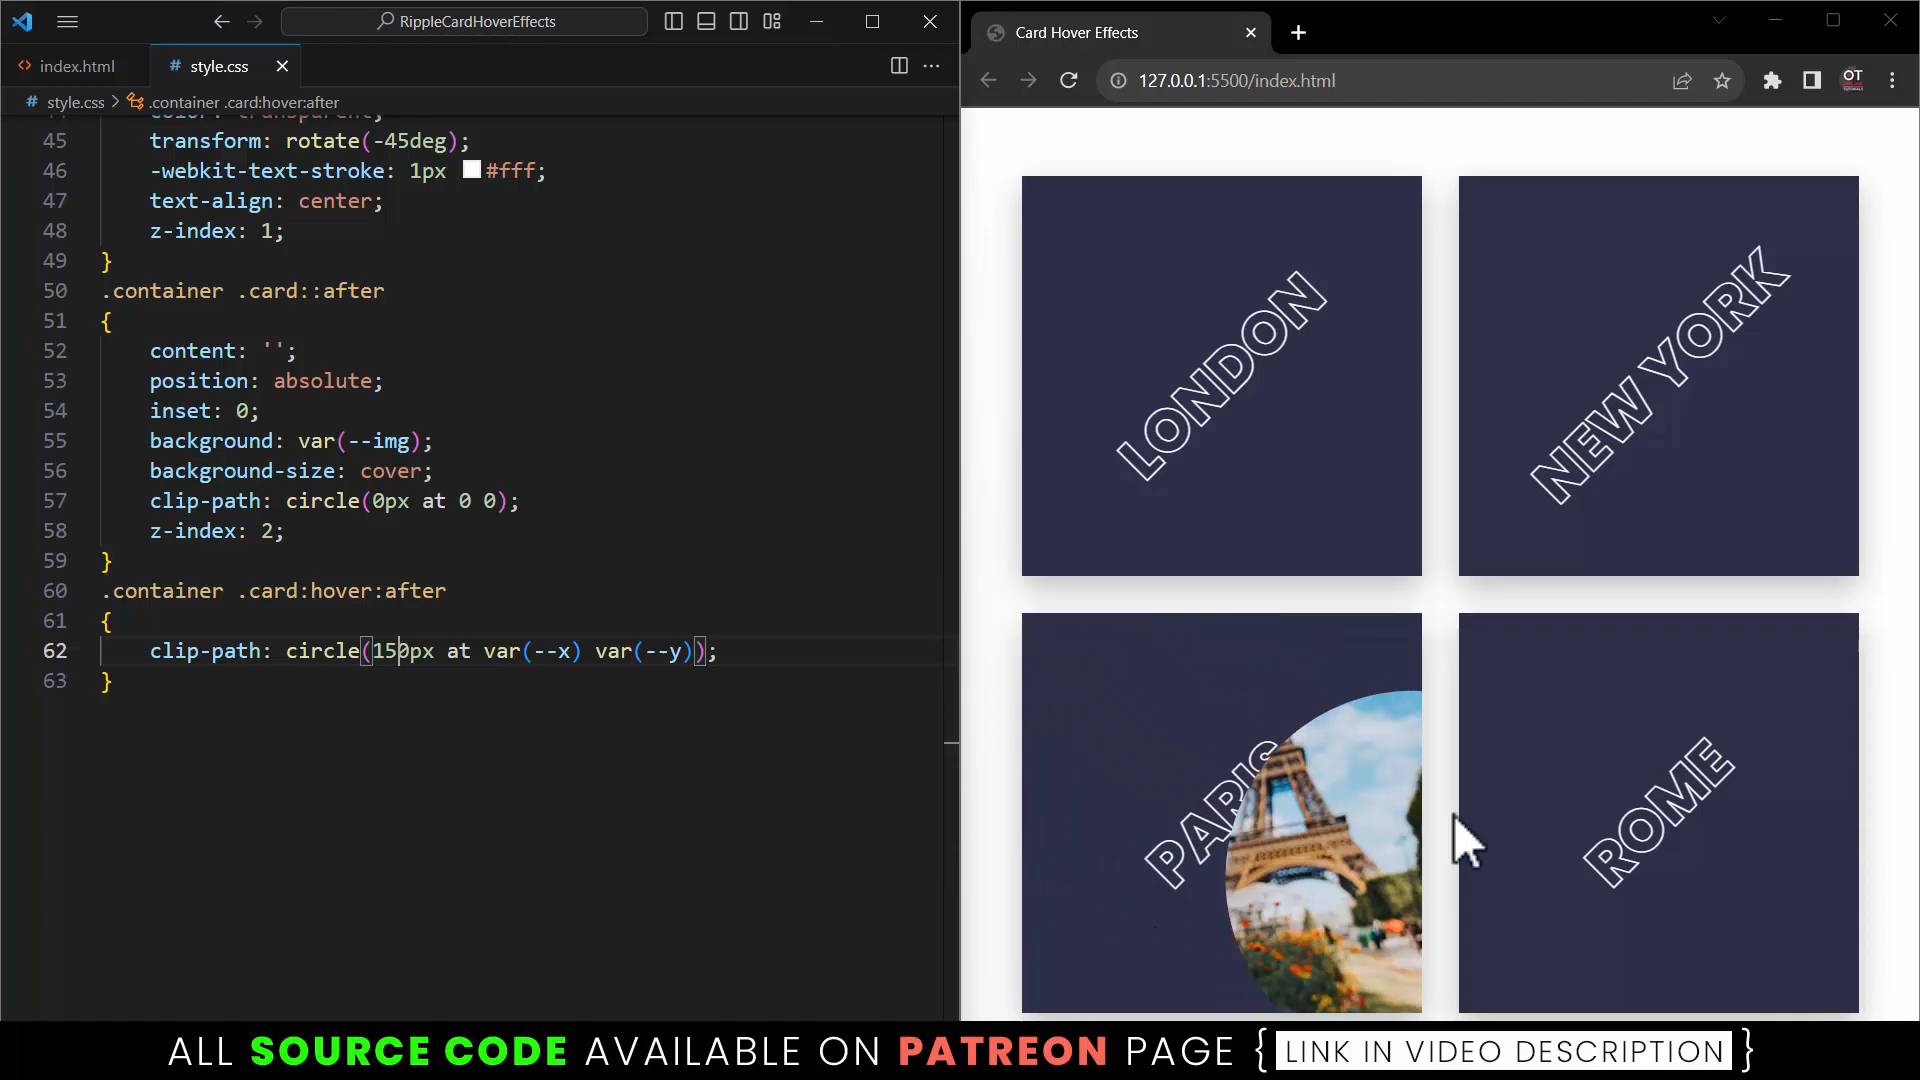 RippleCardHoverEffects
index.html
# style.css
# style.css > .container .card:hover:after
44 color: transparent;
45 transform: rotate(-45deg);
46 -webkit-text-stroke: 1px #fff;
47 text-align: center;
48 z-index: 1;
49 }
50 .container .card::after
51 {
52 content: '';
53 position: absolute;
54 inset: 0;
55 background: var(--img);
56 background-size: cover;
57 clip-path: circle(0px at 0 0);
58 z-index: 2;
59 }
60 .container .card:hover:after
61 {
62 clip-path: circle(150px at var(--x) var(--y));
63 }
Card Hover Effects
127.0.0.1:5500/index.html
OT
LONDON
NEW YORK
PARIS
ROME
ALL SOURCE CODE AVAILABLE ON PATREON PAGE { LINK IN VIDEO DESCRIPTION }